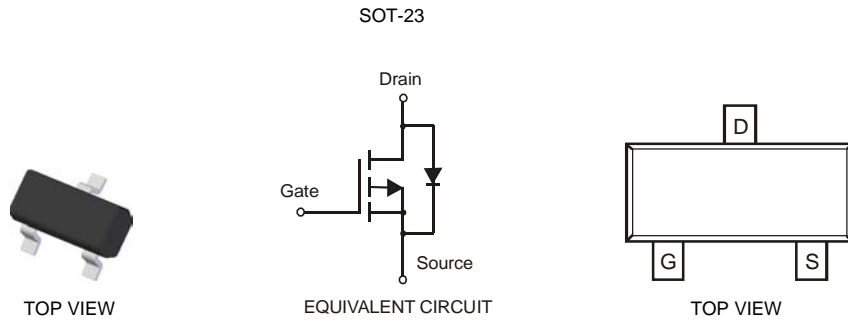 SOT-23
Drain
Gate
Source
D
G
S
TOP VIEW
EQUIVALENT CIRCUIT
TOP VIEW